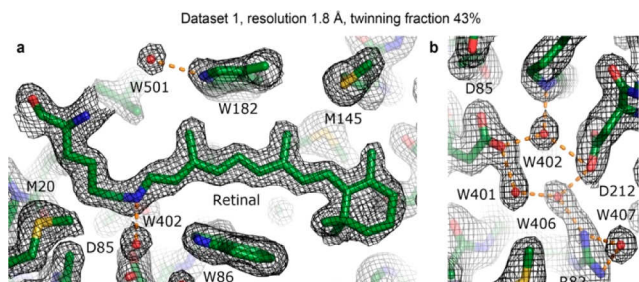 Dataset 1, resolution 1.8 Å, twinning fraction 43%
a
b
W501
W182
M145
D85
W402
M20
Retinal
W402
W401
D212
D85
W406
W407
W86
R82